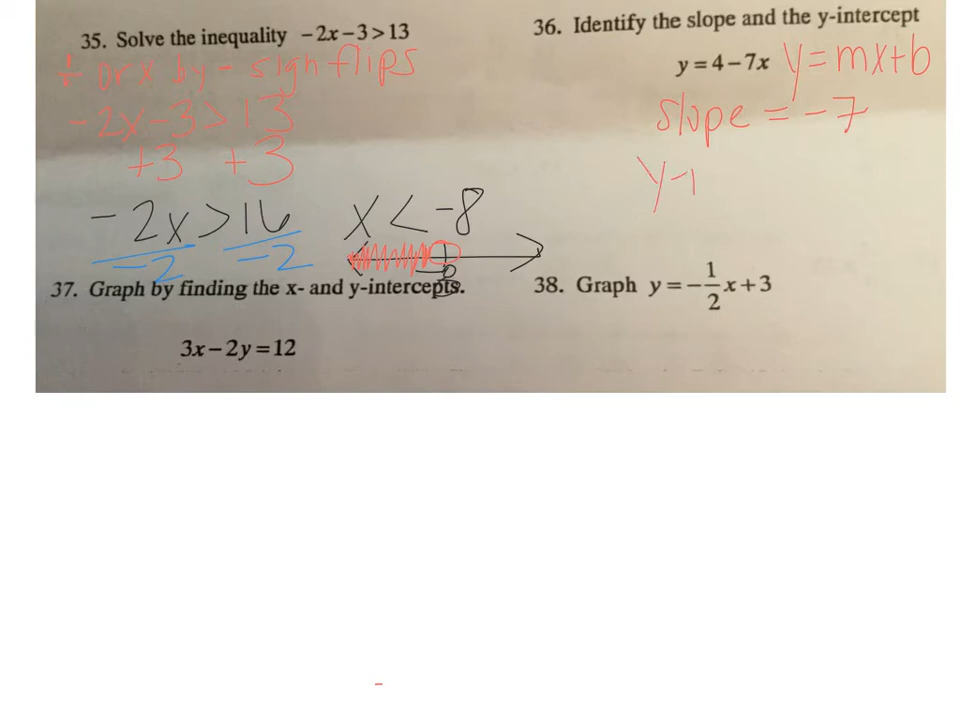 35. Solve the inequality -2x-3>13
÷ or x by - sign flips
-2x-3>13
+3 +3
-2x>16
-2 -2
x<-8
36. Identify the slope and the y-intercept
y=4-7x y=mx+b
slope = -7
y-1
37. Graph by finding the x- and y-intercepts.
3x-2y=12
38. Graph y=-1/2x+3